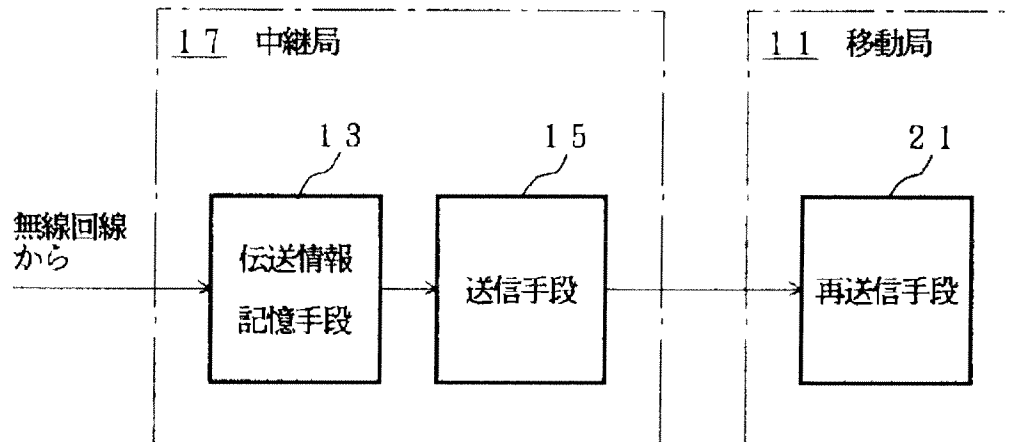 １７ 中継局
１１ 移動局
１３
１５
２１
無線回線
から
伝送情報
記憶手段
送信手段
再送信手段